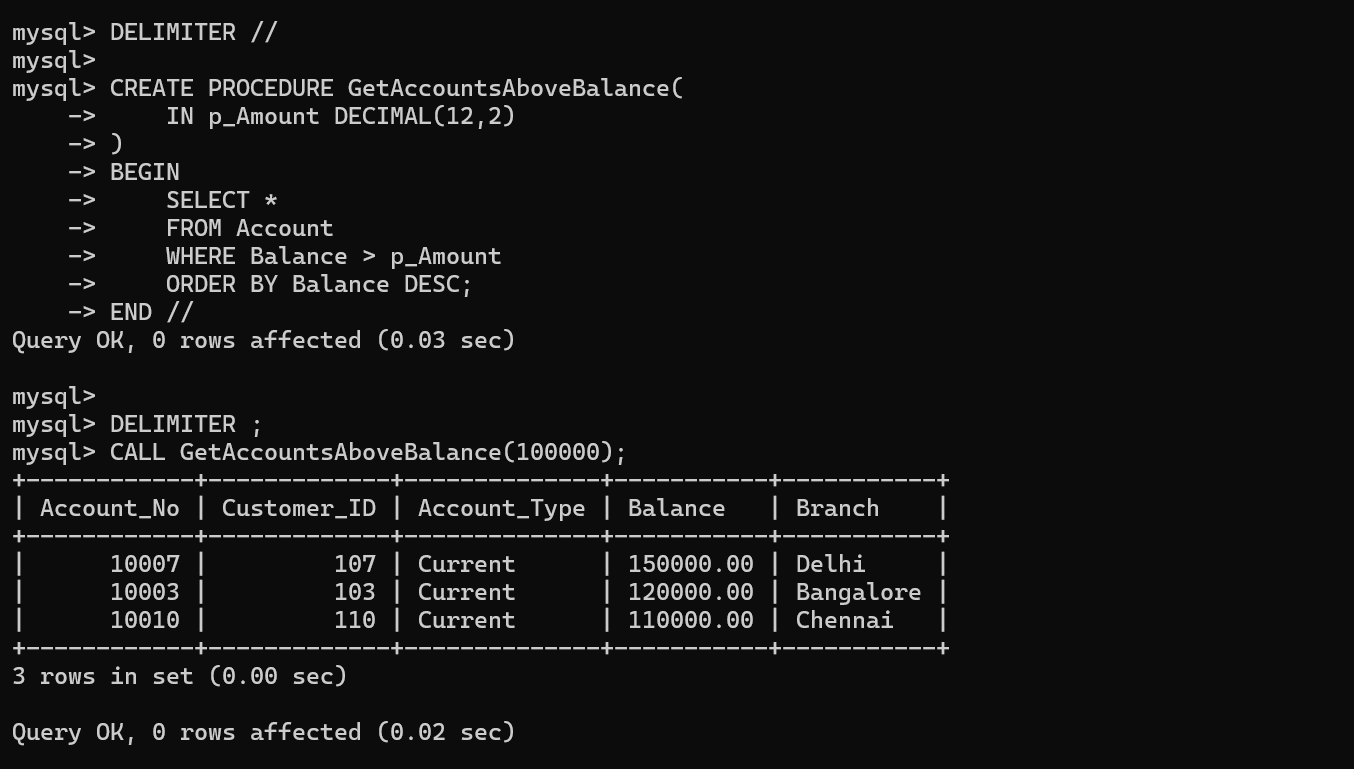 mysql> DELIMITER //
mysql>
mysql> CREATE PROCEDURE GetAccountsAboveBalance(
    ->     IN p_Amount DECIMAL(12,2)
    -> )
    -> BEGIN
    ->     SELECT *
    ->     FROM Account
    ->     WHERE Balance > p_Amount
    ->     ORDER BY Balance DESC;
    -> END //
Query OK, 0 rows affected (0.03 sec)

mysql>
mysql> DELIMITER ;
mysql> CALL GetAccountsAboveBalance(100000);
+------------+-------------+--------------+-----------+-----------+
| Account_No | Customer_ID | Account_Type | Balance   | Branch    |
+------------+-------------+--------------+-----------+-----------+
|      10007 |         107 | Current      | 150000.00 | Delhi     |
|      10003 |         103 | Current      | 120000.00 | Bangalore |
|      10010 |         110 | Current      | 110000.00 | Chennai   |
+------------+-------------+--------------+-----------+-----------+
3 rows in set (0.00 sec)

Query OK, 0 rows affected (0.02 sec)